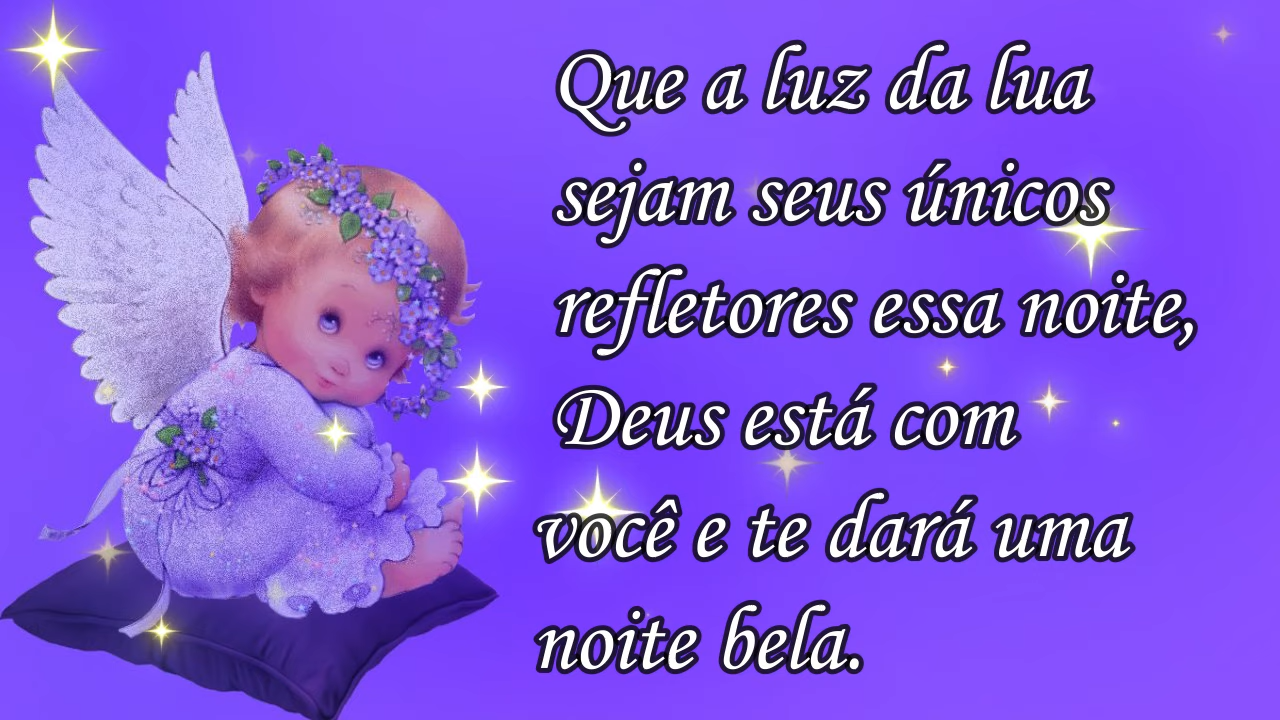 Que a luz da lua
sejam seus únicos
refletores essa noite,
Deus está com
você e te dará uma
noite bela.